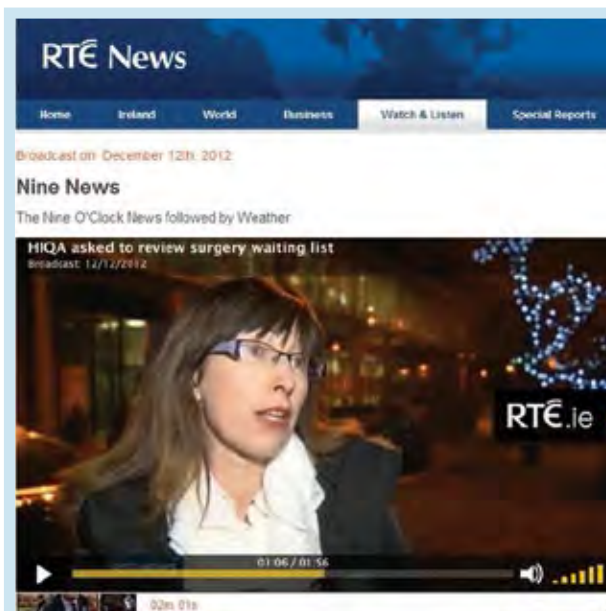 RTÉ News
Home Ireland World Business Watch & Listen Special Reports
Broadcast on: December 12th, 2012
Nine News
The Nine O'Clock News followed by Weather
HIQA asked to review surgery waiting list
Broadcast: 12/12/2012
RTÉ.ie
01:06 / 01:56
02m 01s